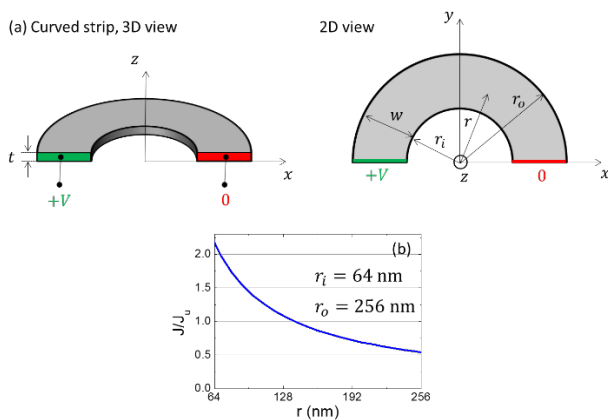 (a) Curved strip, 3D view
z
t
x
+V
0
2D view
y
w
r
r_o
r_i
x
+V
z
0
(b)
r_i = 64 nm
r_o = 256 nm
J/J_u
2.0
1.5
1.0
0.5
0.0
64
128
192
256
r (nm)